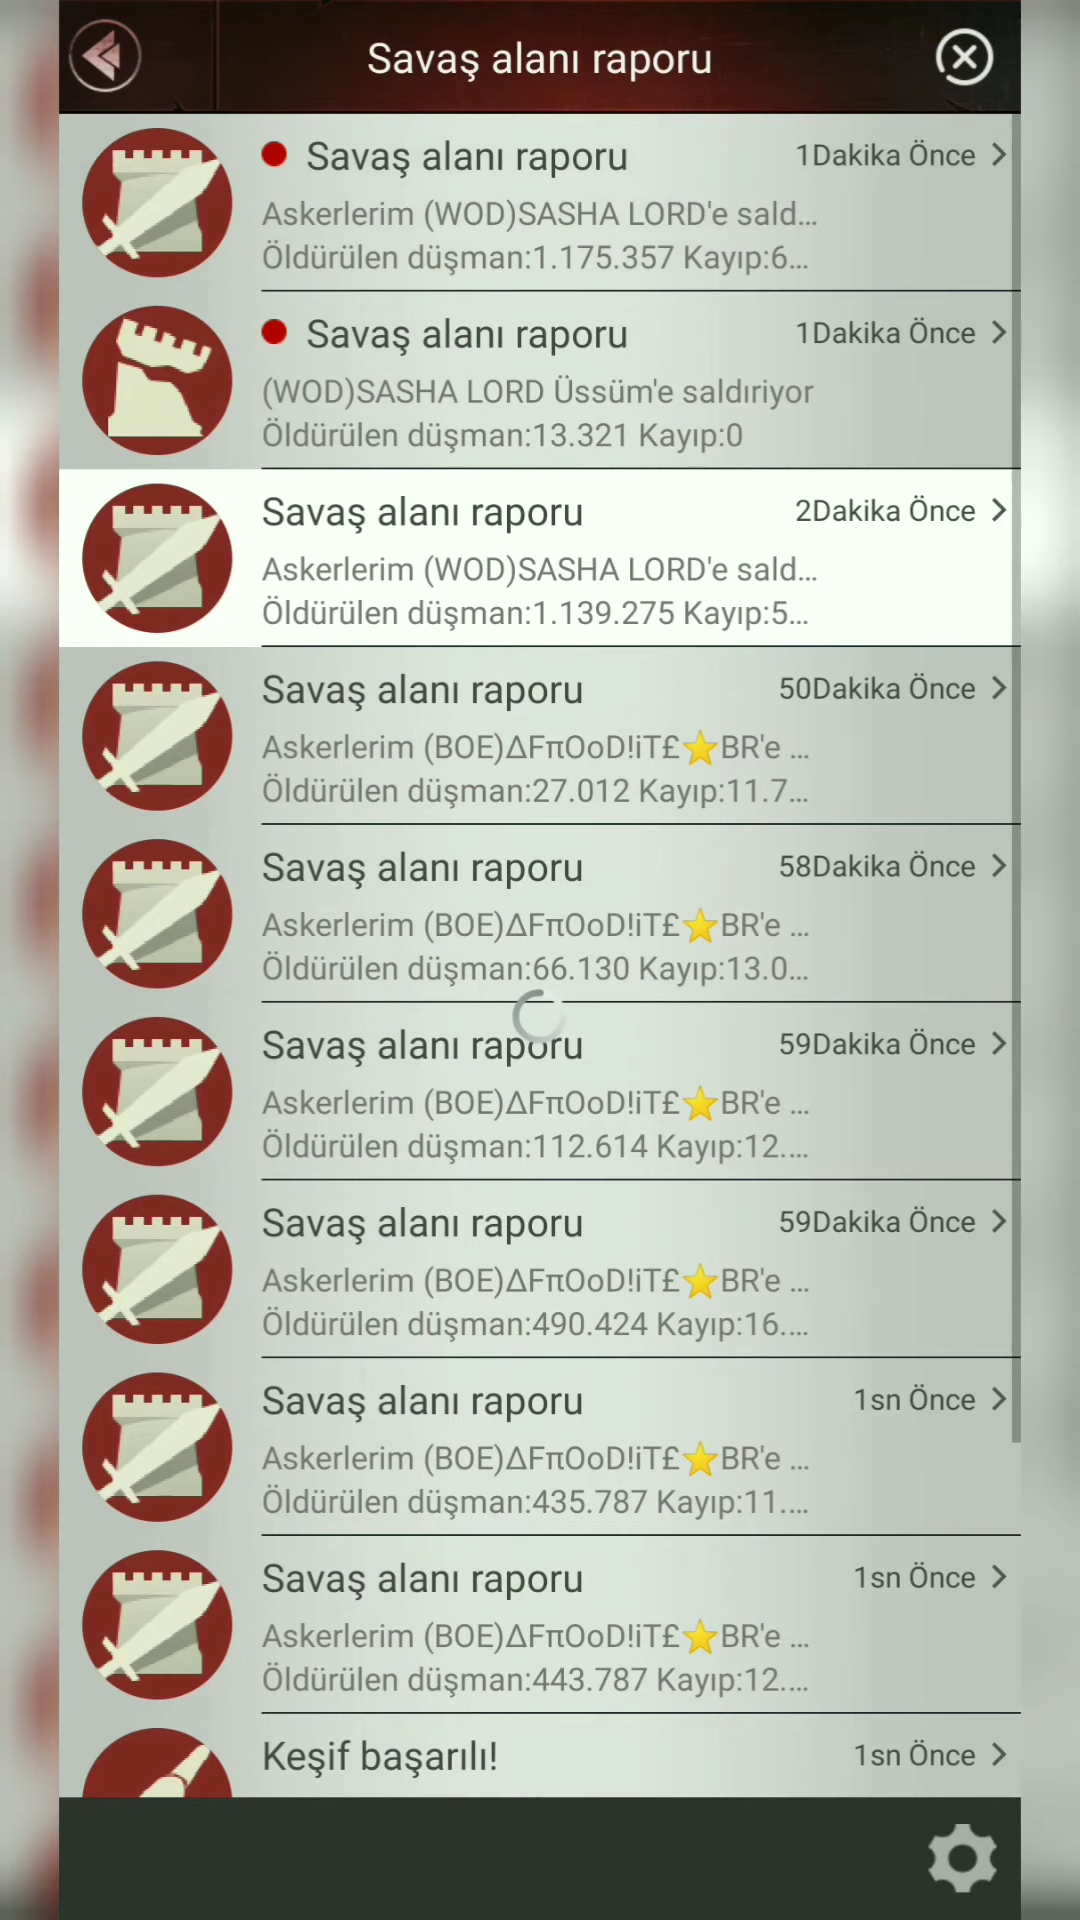 Savaş alanı raporu
Savaş alanı raporu 1Dakika Önce
Askerlerim (WOD)SASHA LORD'e sald...
Öldürülen düşman:1.175.357 Kayıp:6...
Savaş alanı raporu 1Dakika Önce
(WOD)SASHA LORD Üssüm'e saldırıyor
Öldürülen düşman:13.321 Kayıp:0
Savaş alanı raporu 2Dakika Önce
Askerlerim (WOD)SASHA LORD'e sald...
Öldürülen düşman:1.139.275 Kayıp:5...
Savaş alanı raporu 50Dakika Önce
Askerlerim (BOE)∆FπOoD!iT£⭐BR'e ...
Öldürülen düşman:27.012 Kayıp:11.7...
Savaş alanı raporu 58Dakika Önce
Askerlerim (BOE)∆FπOoD!iT£⭐BR'e ...
Öldürülen düşman:66.130 Kayıp:13.0...
Savaş alanı raporu 59Dakika Önce
Askerlerim (BOE)∆FπOoD!iT£⭐BR'e ...
Öldürülen düşman:112.614 Kayıp:12....
Savaş alanı raporu 59Dakika Önce
Askerlerim (BOE)∆FπOoD!iT£⭐BR'e ...
Öldürülen düşman:490.424 Kayıp:16....
Savaş alanı raporu 1sn Önce
Askerlerim (BOE)∆FπOoD!iT£⭐BR'e ...
Öldürülen düşman:435.787 Kayıp:11....
Savaş alanı raporu 1sn Önce
Askerlerim (BOE)∆FπOoD!iT£⭐BR'e ...
Öldürülen düşman:443.787 Kayıp:12....
Keşif başarılı! 1sn Önce